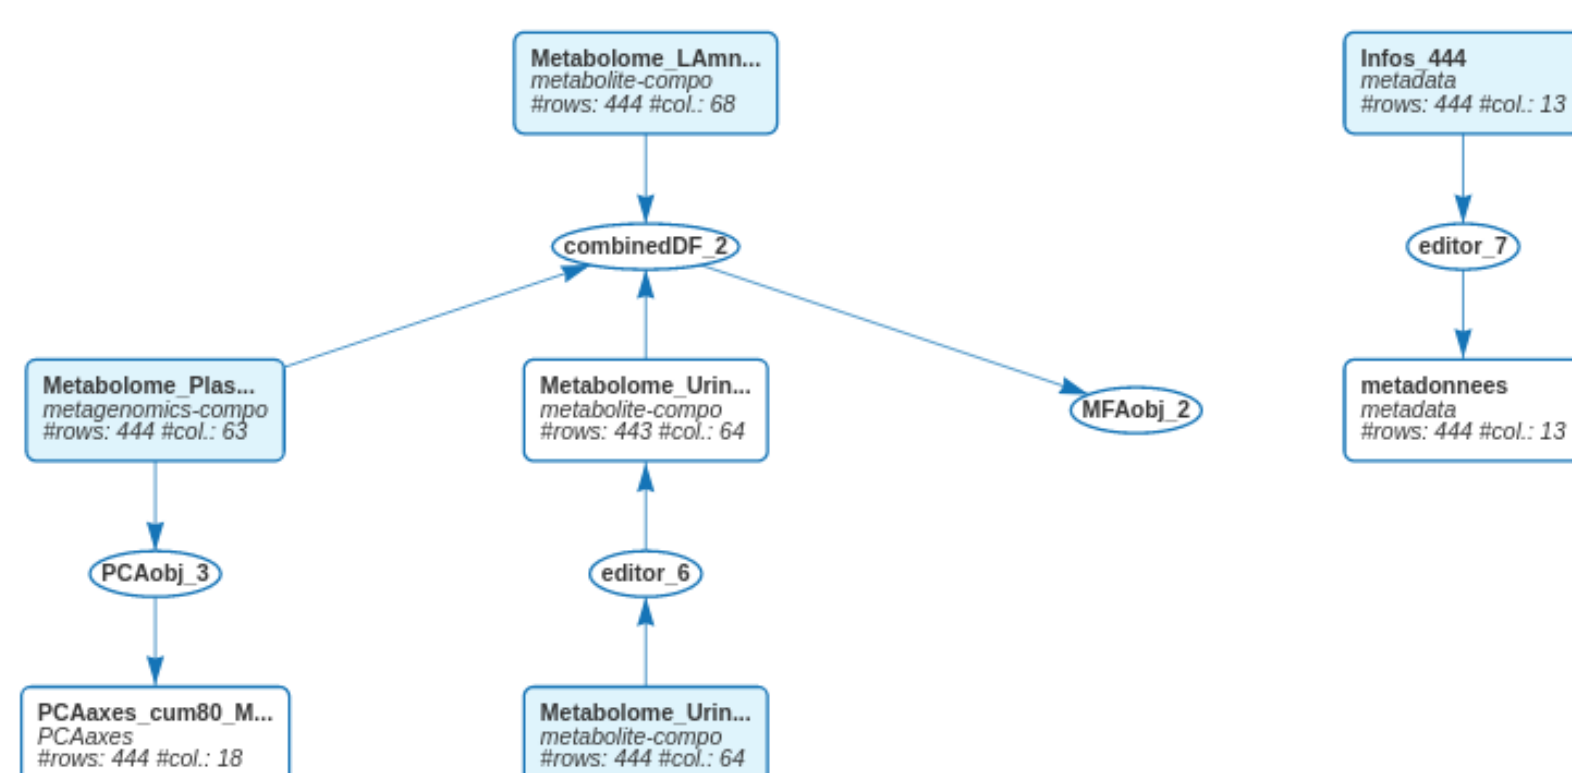 Metabolome_LAmn...
metabolite-compo
#rows: 444 #col.: 68
Infos_444
metadata
#rows: 444 #col.: 13
combinedDF_2
editor_7
Metabolome_Plas...
metagenomics-compo
#rows: 444 #col.: 63
Metabolome_Urin...
metabolite-compo
#rows: 443 #col.: 64
MFAobj_2
metadonnees
metadata
#rows: 444 #col.: 13
PCAobj_3
editor_6
PCAaxes_cum80_M...
PCAaxes
#rows: 444 #col.: 18
Metabolome_Urin...
metabolite-compo
#rows: 444 #col.: 64